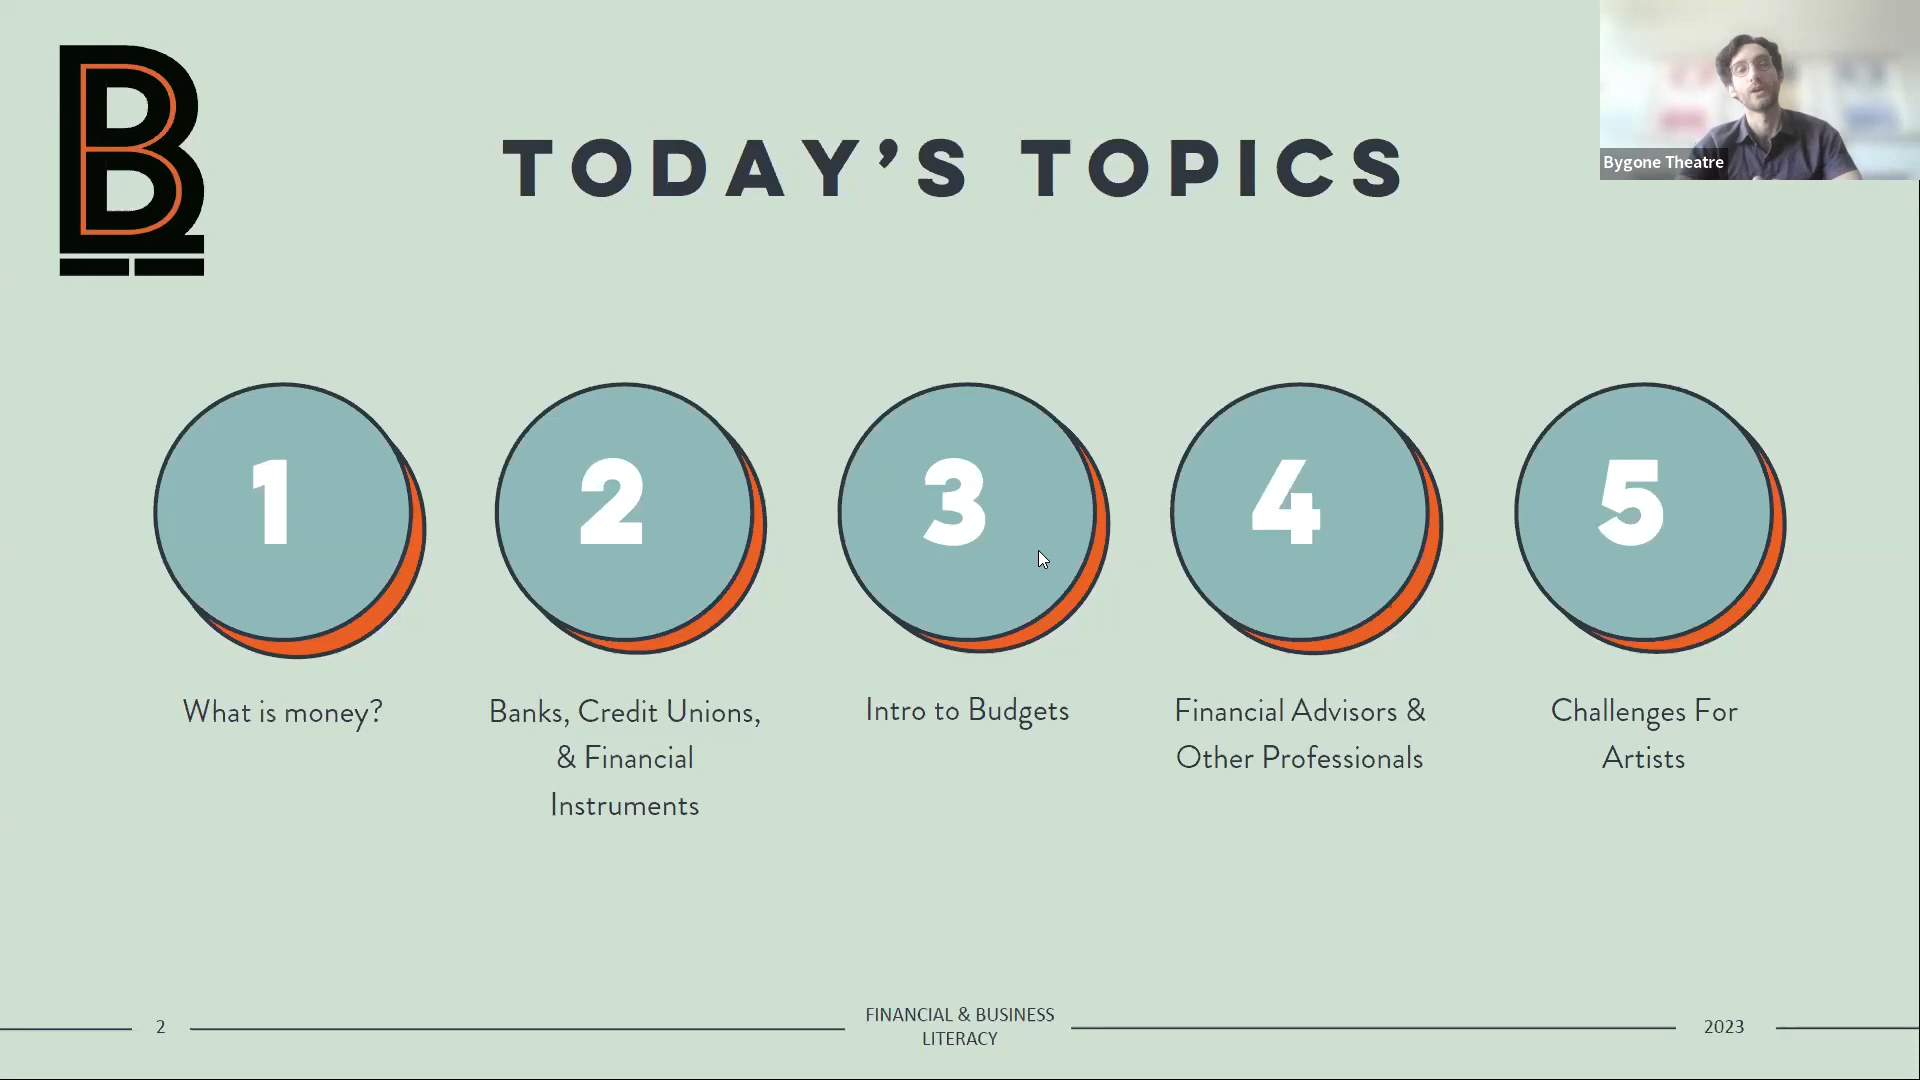 B
TODAY’S TOPICS
Bygone Theatre
1
2
3
4
5
What is money?
Banks, Credit Unions,
& Financial
Instruments
Intro to Budgets
Financial Advisors &
Other Professionals
Challenges For
Artists
2
FINANCIAL & BUSINESS
LITERACY
2023